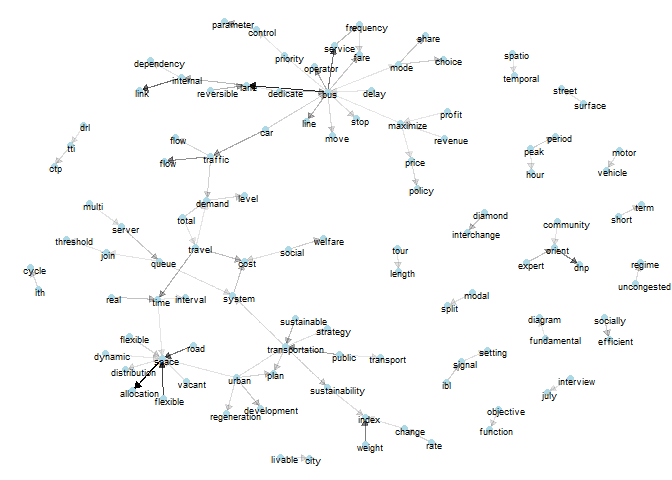 parameter
control
frequency
share
service
fare
priority
operator
mode
choice
spatio
temporal
dependency
internal
link
reversible
lane
dedicate
bus
delay
street
surface
line
move
stop
maximize
profit
revenue
drl
tti
ctp
flow
car
flow
traffic
price
policy
peak
period
hour
motor
vehicle
demand
level
total
multi
server
threshold
join
queue
travel
cost
social
welfare
diamond
interchange
community
orient
expert
dnp
term
short
tour
length
regime
uncongested
cycle
ith
real
time
interval
system
modal
split
diagram
fundamental
socially
efficient
flexible
road
dynamic
space
distribution
vacant
allocation
flexible
sustainable
strategy
transportation
public
transport
urban
plan
sustainability
regeneration
development
setting
signal
lbl
interview
july
index
weight
change
rate
objective
function
livable
city